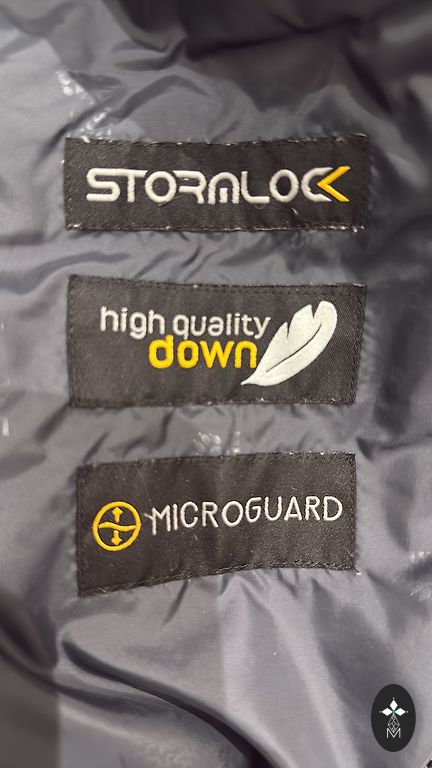 STORMLOCK
high quality
down
MICROGUARD
M